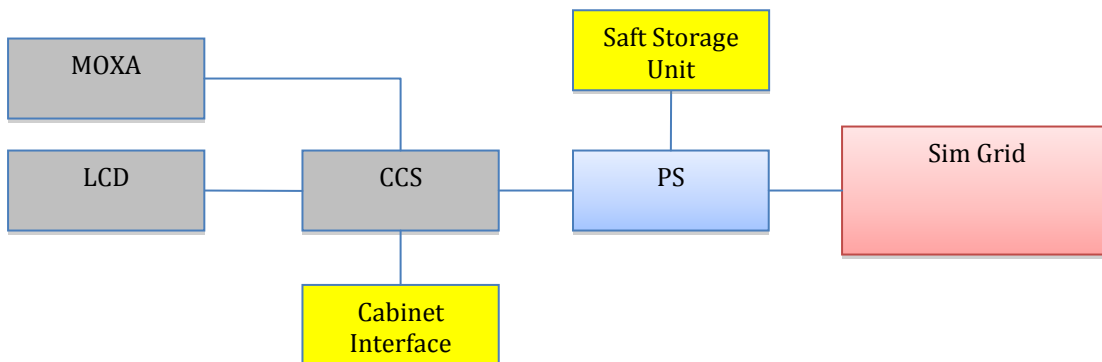 Saft Storage
Unit
MOXA
Sim Grid
LCD
CCS
PS
Cabinet
Interface